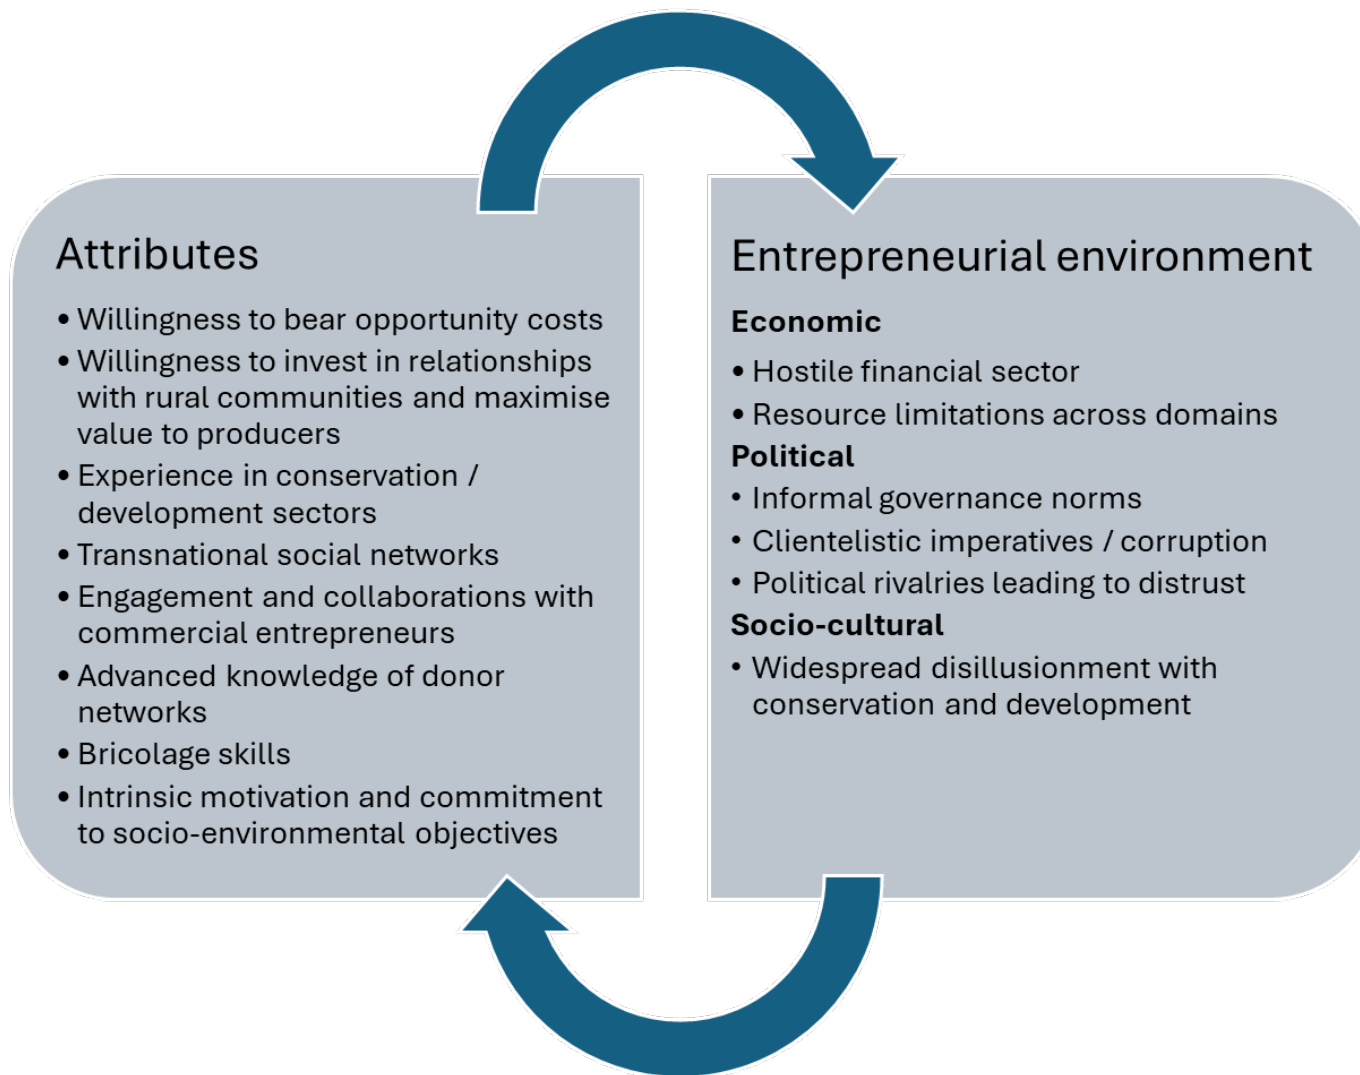 Attributes
• Willingness to bear opportunity costs
• Willingness to invest in relationships
with rural communities and maximise
value to producers
• Experience in conservation /
development sectors
• Transnational social networks
• Engagement and collaborations with
commercial entrepreneurs
• Advanced knowledge of donor
networks
• Bricolage skills
• Intrinsic motivation and commitment
to socio-environmental objectives
Entrepreneurial environment
Economic
• Hostile financial sector
• Resource limitations across domains
Political
• Informal governance norms
• Clientelistic imperatives / corruption
• Political rivalries leading to distrust
Socio-cultural
• Widespread disillusionment with
conservation and development